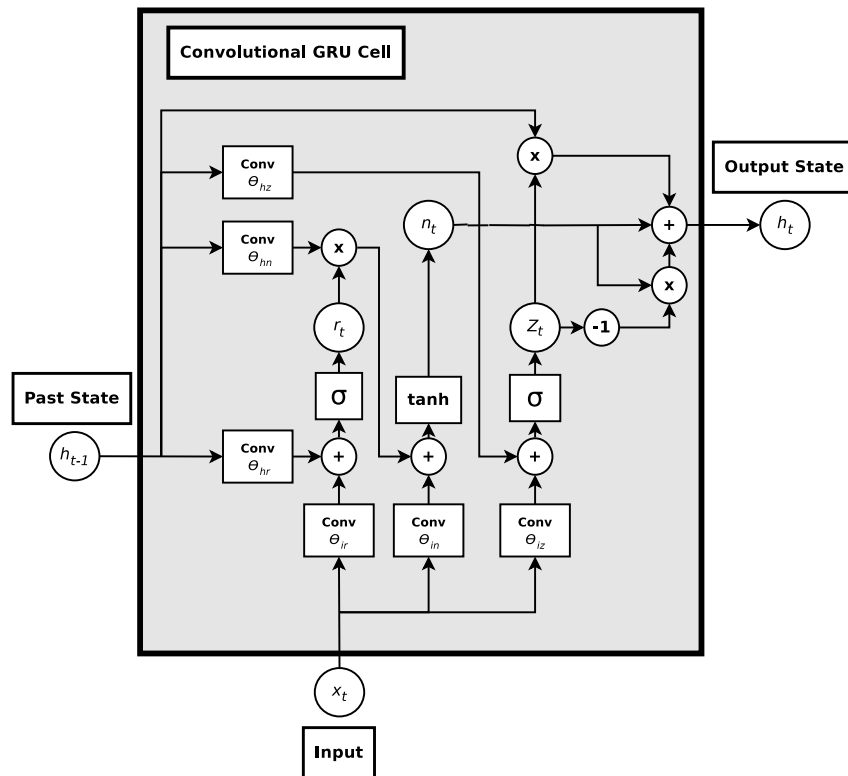 Convolutional GRU Cell
x
Conv
Θhz
Output State
nt
+
ht
Conv
Θhn
x
x
rt
Zt
-1
Past State
σ
tanh
σ
ht-1
Conv
Θhr
+
+
+
Conv
Θir
Conv
Θin
Conv
Θiz
xt
Input